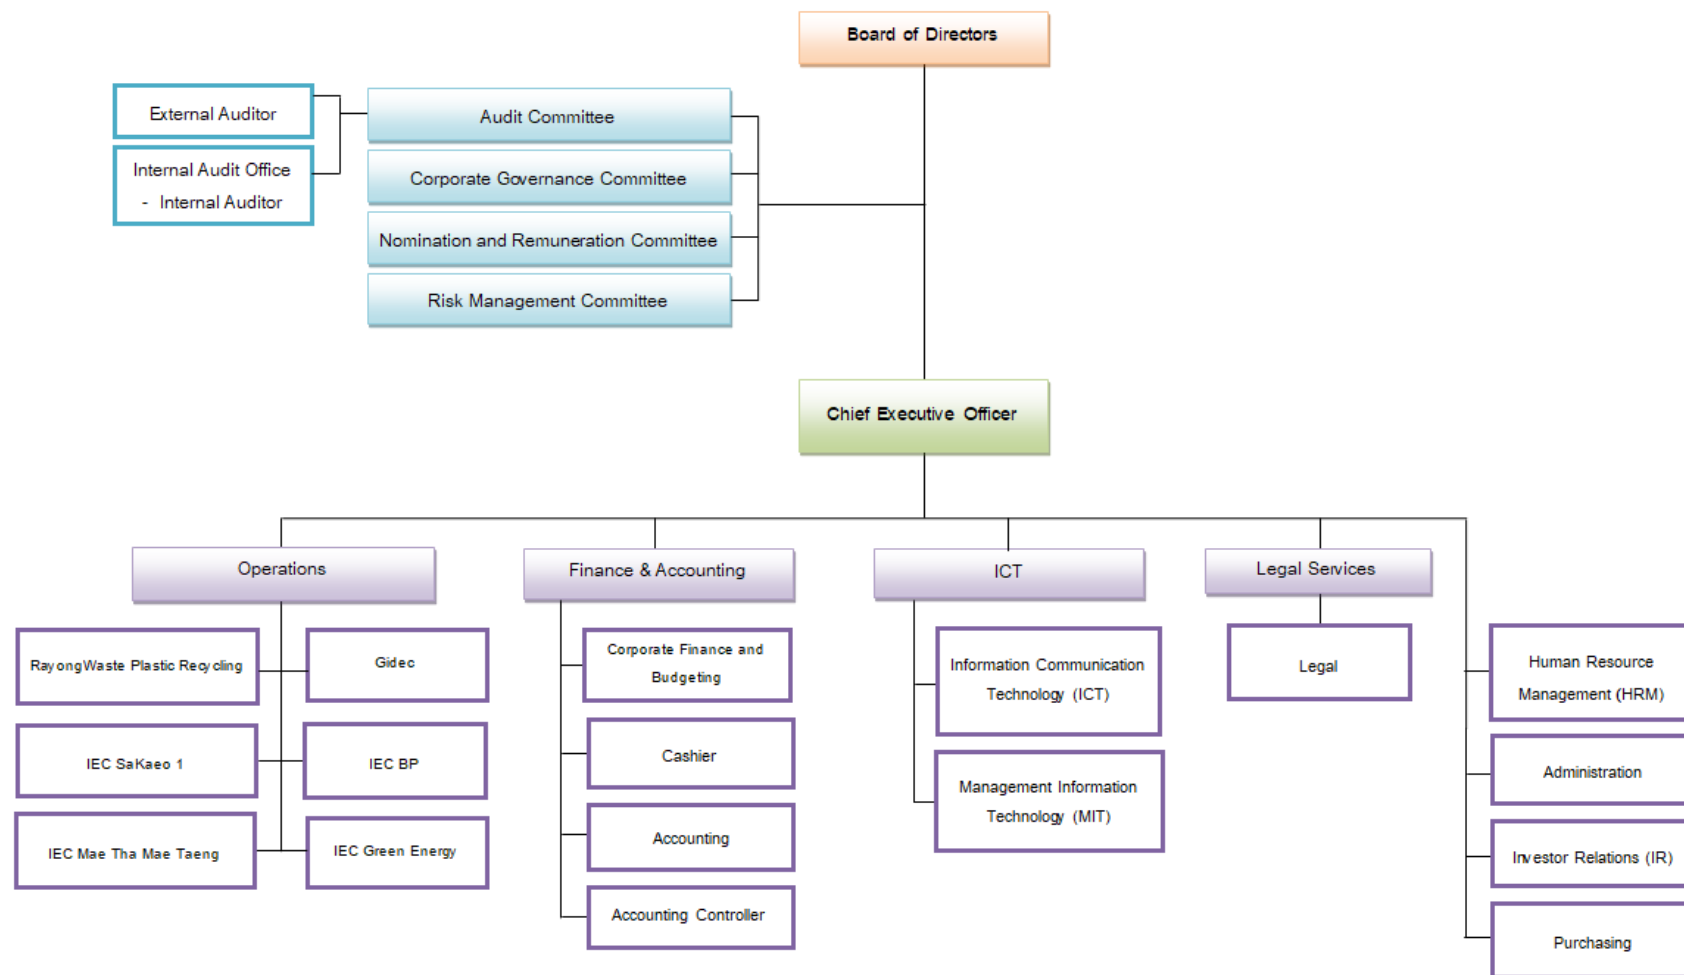 Board of Directors
External Auditor
Audit Committee
Internal Audit Office
- Internal Auditor
Corporate Governance Committee
Nomination and Remuneration Committee
Risk Management Committee
Chief Executive Officer
Operations
Finance & Accounting
ICT
Legal Services
RayongWaste Plastic Recycling
Gidec
IEC SaKaeo 1
IEC BP
IEC Mae Tha Mae Taeng
IEC Green Energy
Corporate Finance and
Budgeting
Cashier
Accounting
Accounting Controller
Information Communication
Technology (ICT)
Management Information
Technology (MIT)
Legal
Human Resource
Management (HRM)
Administration
Investor Relations (IR)
Purchasing